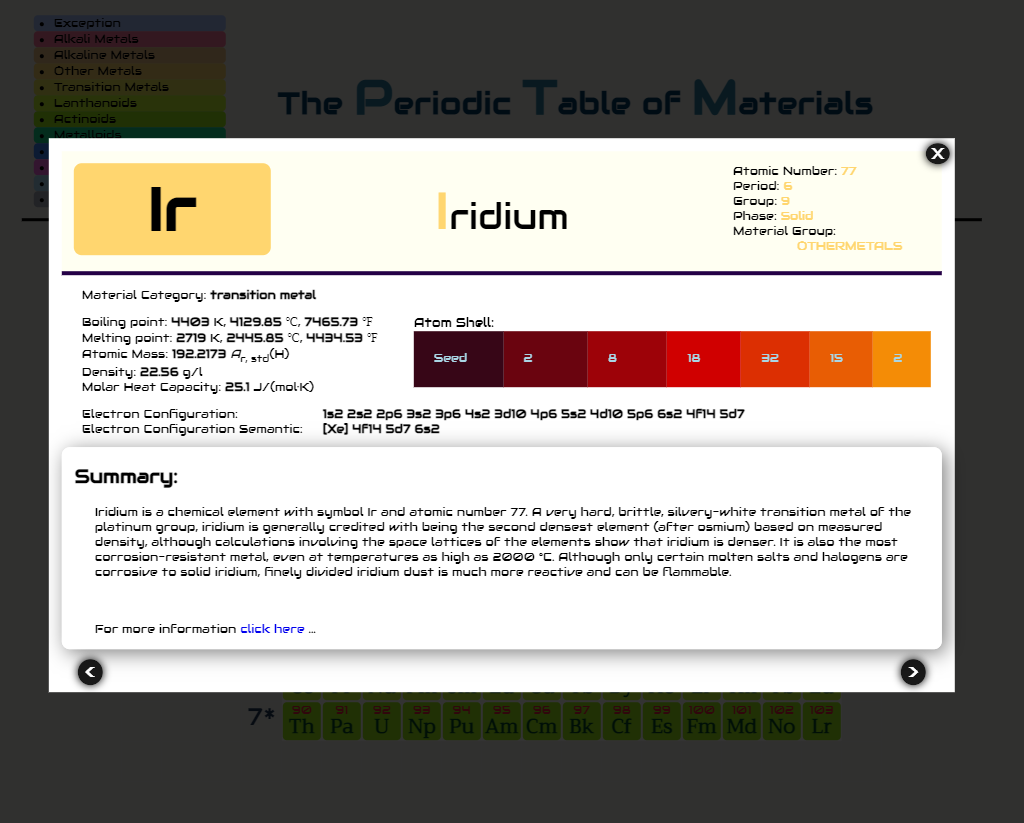 Exception
Alkali Metals
Alkaline Metals
Other Metals
Transition Metals
Lanthanoids
Actinoids
Metalloids
The Periodic Table of Materials
X
Ir
Iridium
Atomic Number: 77
Period: 6
Group: 9
Phase: Solid
Material Group:
OTHERMETALS
Material Category: transition metal
Boiling point: 4403 K, 4129.85 °C, 7465.73 °F
Melting point: 2719 K, 2445.85 °C, 4434.53 °F
Atomic Mass: 192.2173 Ar, std(H)
Density: 22.56 g/l
Molar Heat Capacity: 25.1 J/(mol·K)
Atom Shell:
Seed 2 8 18 32 15 2
Electron Configuration: 1s2 2s2 2p6 3s2 3p6 4s2 3d10 4p6 5s2 4d10 5p6 6s2 4f14 5d7
Electron Configuration Semantic: [Xe] 4f14 5d7 6s2
Summary:
Iridium is a chemical element with symbol Ir and atomic number 77. A very hard, brittle, silvery-white transition metal of the
platinum group, iridium is generally credited with being the second densest element (after osmium) based on measured
density, although calculations involving the space lattices of the elements show that iridium is denser. It is also the most
corrosion-resistant metal, even at temperatures as high as 2000 °C. Although only certain molten salts and halogens are
corrosive to solid iridium, finely divided iridium dust is much more reactive and can be flammable.
For more information click here ...
< >
90 91 92 93 94 95 96 97 98 99 100 101 102 103
7* Th Pa U Np Pu Am Cm Bk Cf Es Fm Md No Lr